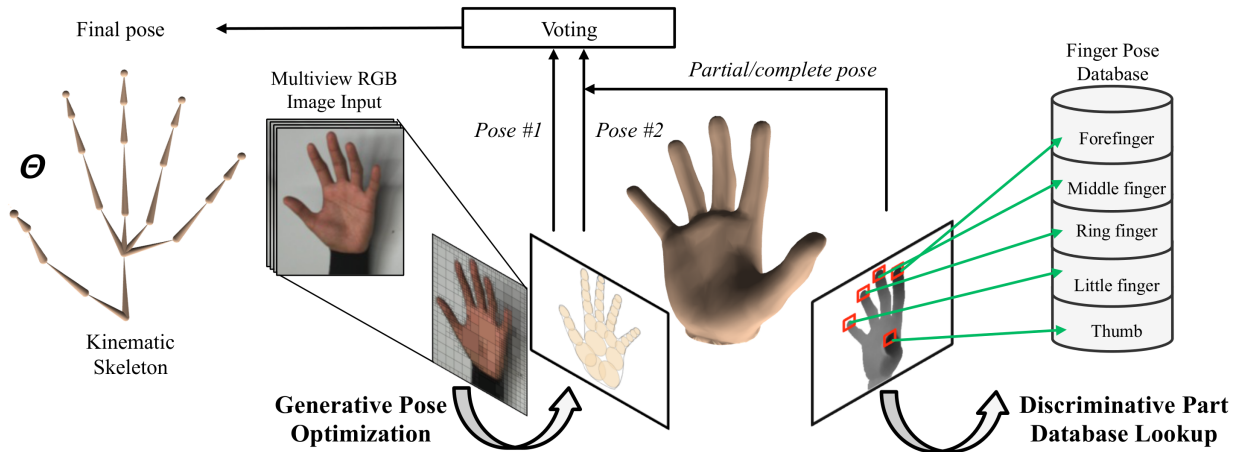 Final pose
Voting
Multiview RGB
Image Input
Partial/complete pose
Finger Pose
Database
Pose #1
Pose #2
Θ
Forefinger
Middle finger
Ring finger
Little finger
Thumb
Kinematic
Skeleton
Generative Pose
Optimization
Discriminative Part
Database Lookup